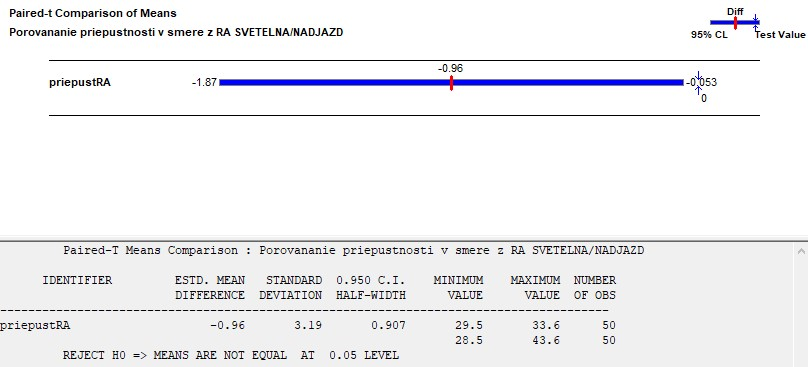 Paired-t Comparison of Means
Porovananie priepustnosti v smere z RA SVETELNA/NADJAZD
Diff
95% CL Test Value
-0.96
priepustRA -1.87 -0.053
0
Paired-T Means Comparison : Porovananie priepustnosti v smere z RA SVETELNA/NADJAZD
IDENTIFIER ESTD. MEAN STANDARD 0.950 C.I. MINIMUM MAXIMUM NUMBER
DIFFERENCE DEVIATION HALF-WIDTH VALUE VALUE OF OBS
priepustRA -0.96 3.19 0.907 29.5 33.6 50
28.5 43.6 50
REJECT H0 => MEANS ARE NOT EQUAL AT 0.05 LEVEL